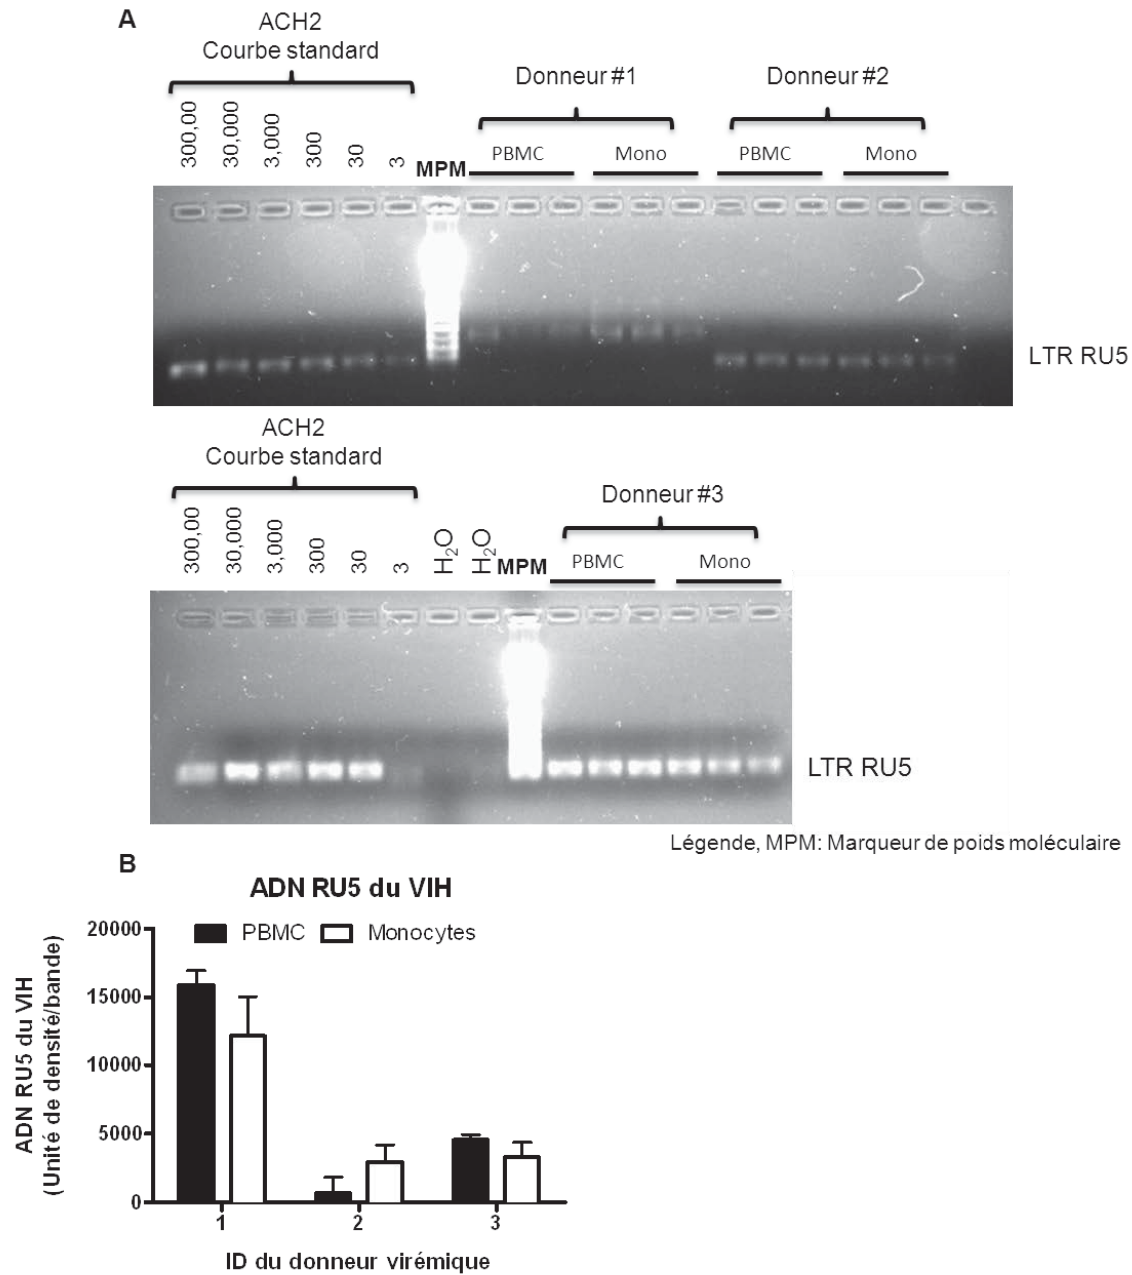 A
ACH2
Courbe standard
Donneur #1
Donneur #2
300,00
30,000
3,000
300
30
3
MPM
PBMC
Mono
PBMC
Mono
LTR RU5
ACH2
Courbe standard
Donneur #3
300,00
30,000
3,000
300
30
3
H₂O
H₂O
MPM
PBMC
Mono
LTR RU5
Légende, MPM: Marqueur de poids moléculaire
B
ADN RU5 du VIH
PBMC
Monocytes
ADN RU5 du VIH
(Unité de densité/bande)
20000
15000
10000
5000
0
1
2
3
ID du donneur virémique